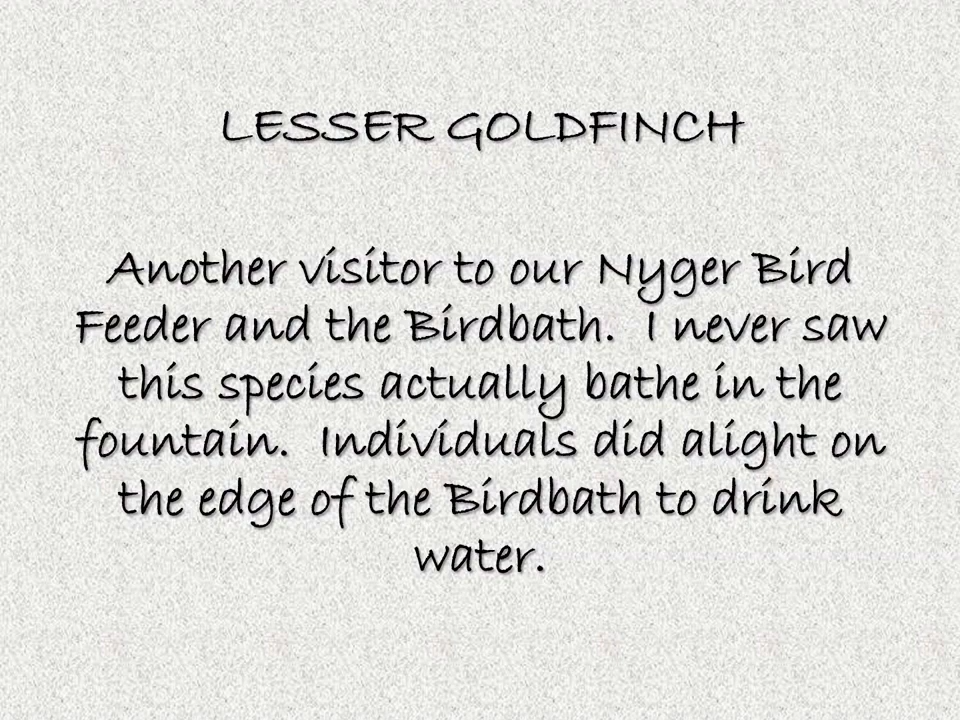 LESSER GOLDFINCH
Another visitor to our Nyger Bird
Feeder and the Birdbath.  I never saw
this species actually bathe in the
fountain.  Individuals did alight on
the edge of the Birdbath to drink
water.